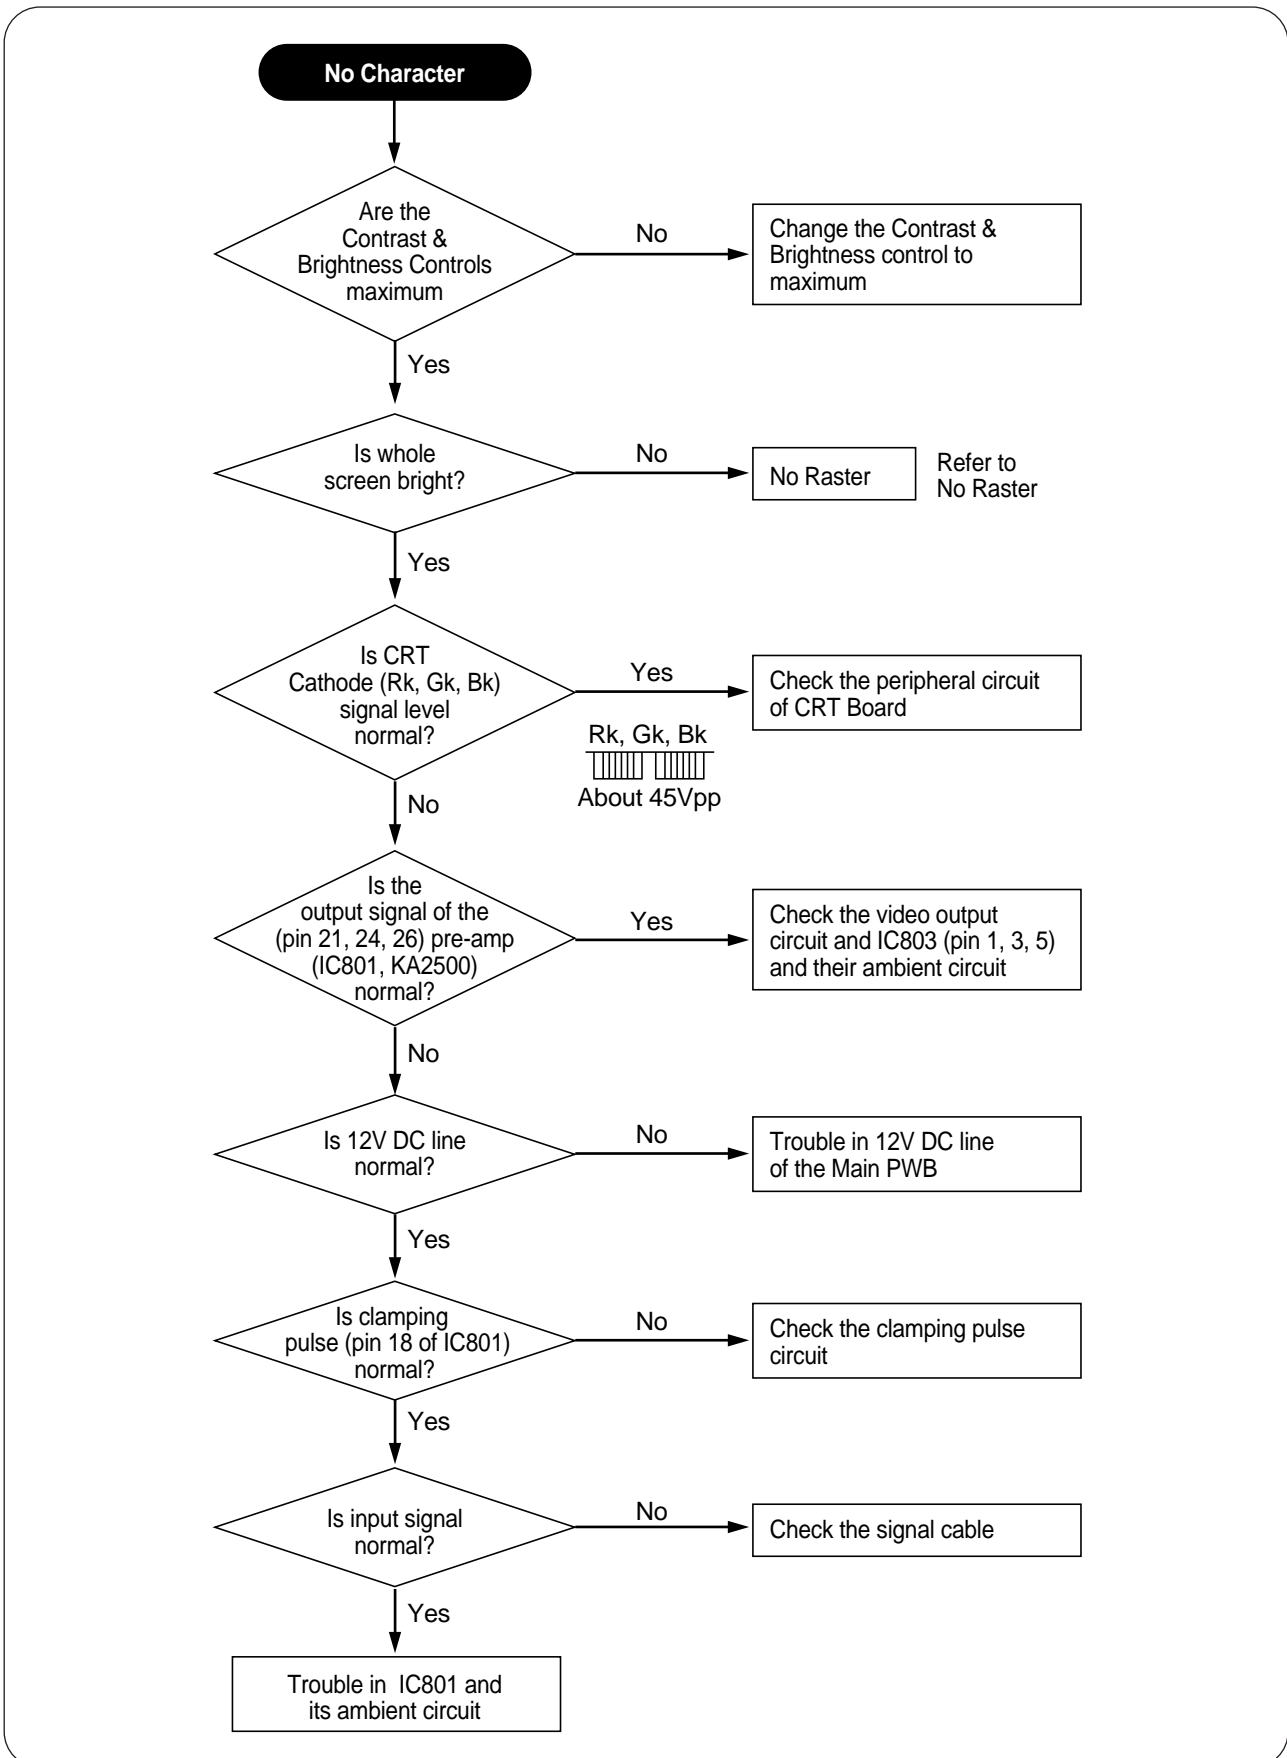 No Character
Are the
Contrast &
Brightness Controls
maximum
No
Change the Contrast &
Brightness control to
maximum
Yes
Is whole
screen bright?
No
No Raster
Refer to
No Raster
Yes
Is CRT
Cathode (Rk, Gk, Bk)
signal level
normal?
Yes
Check the peripheral circuit
of CRT Board
Rk, Gk, Bk
About 45Vpp
No
Is the
output signal of the
(pin 21, 24, 26) pre-amp
(IC801, KA2500)
normal?
Yes
Check the video output
circuit and IC803 (pin 1, 3, 5)
and their ambient circuit
No
Is 12V DC line
normal?
No
Trouble in 12V DC line
of the Main PWB
Yes
Is clamping
pulse (pin 18 of IC801)
normal?
No
Check the clamping pulse
circuit
Yes
Is input signal
normal?
No
Check the signal cable
Yes
Trouble in IC801 and
its ambient circuit